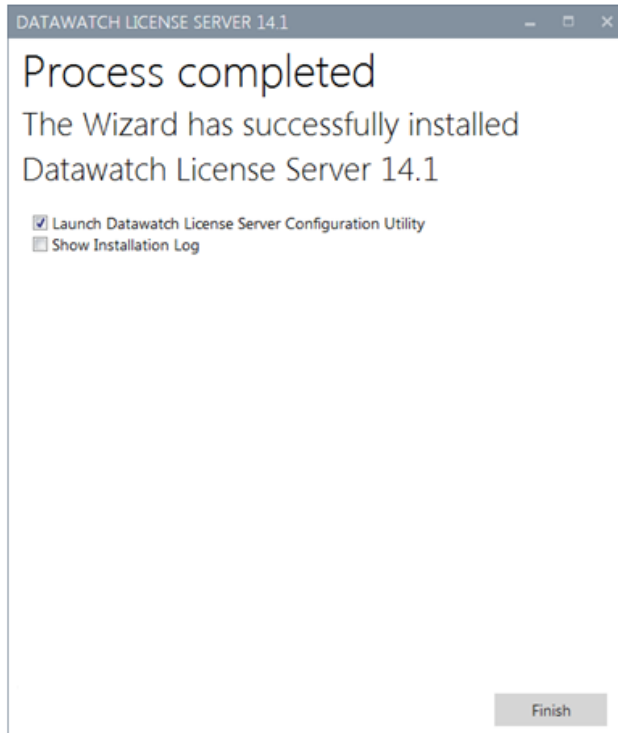 DATAWATCH LICENSE SERVER 14.1
Process completed
The Wizard has successfully installed
Datawatch License Server 14.1
Launch Datawatch License Server Configuration Utility
Show Installation Log
Finish